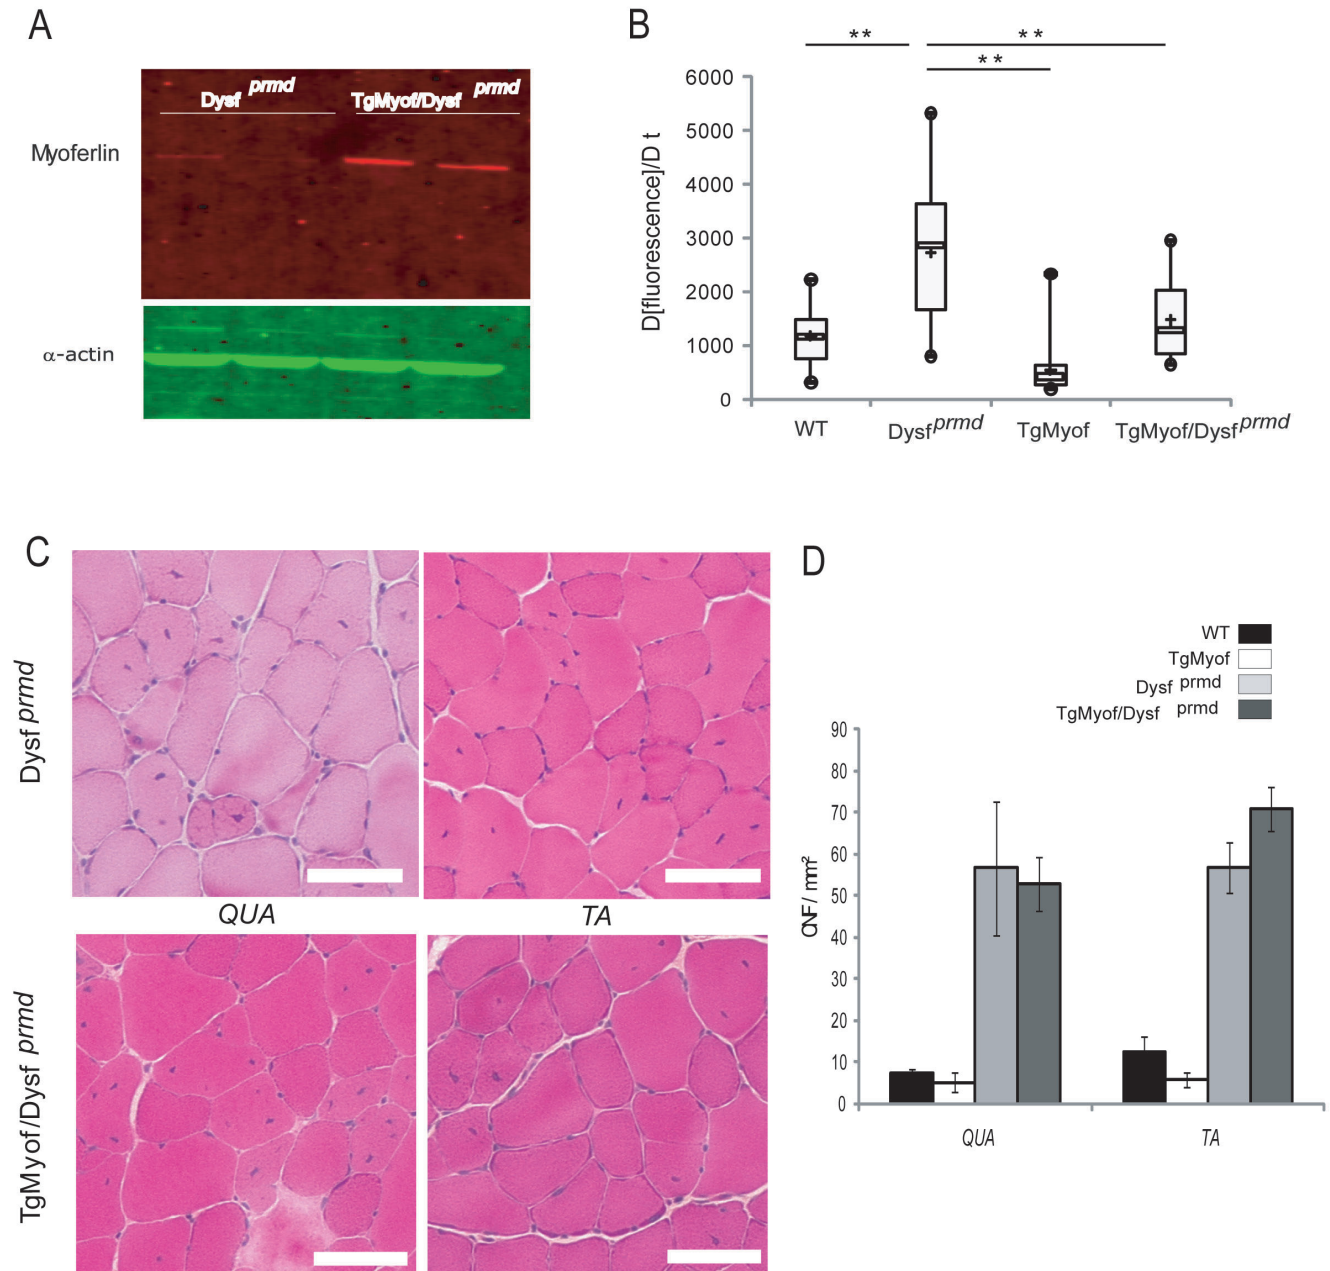 A
Dysf prmd TgMyof/Dysf prmd
Myoferlin
α-actin
B
** **
**
D[fluorescence]/D t
6000
5000
4000
3000
2000
1000
0
WT Dysfprmd TgMyof TgMyof/Dysfprmd
C
Dysf prmd
QUA TA
TgMyof/Dysf prmd
D
WT
TgMyof
Dysf prmd
TgMyof/Dysf prmd
CNF/ mm²
90
80
70
60
50
40
30
20
10
0
QUA TA